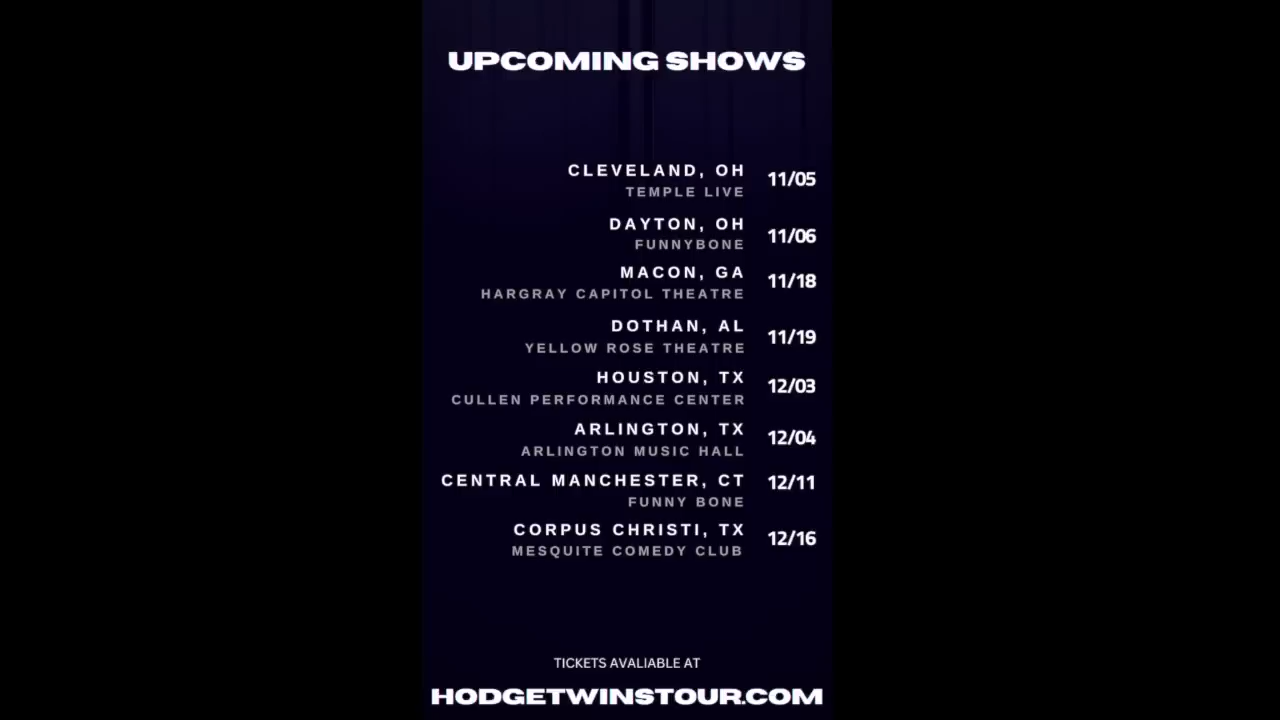 UPCOMING SHOWS
CLEVELAND, OH 11/05
TEMPLE LIVE
DAYTON, OH 11/06
FUNNYBONE
MACON, GA 11/18
HARGRAY CAPITOL THEATRE
DOTHAN, AL 11/19
YELLOW ROSE THEATRE
HOUSTON, TX 12/03
CULLEN PERFORMANCE CENTER
ARLINGTON, TX 12/04
ARLINGTON MUSIC HALL
CENTRAL MANCHESTER, CT 12/11
FUNNY BONE
CORPUS CHRISTI, TX 12/16
MESQUITE COMEDY CLUB
TICKETS AVALIABLE AT
HODGETWINSTOUR.COM